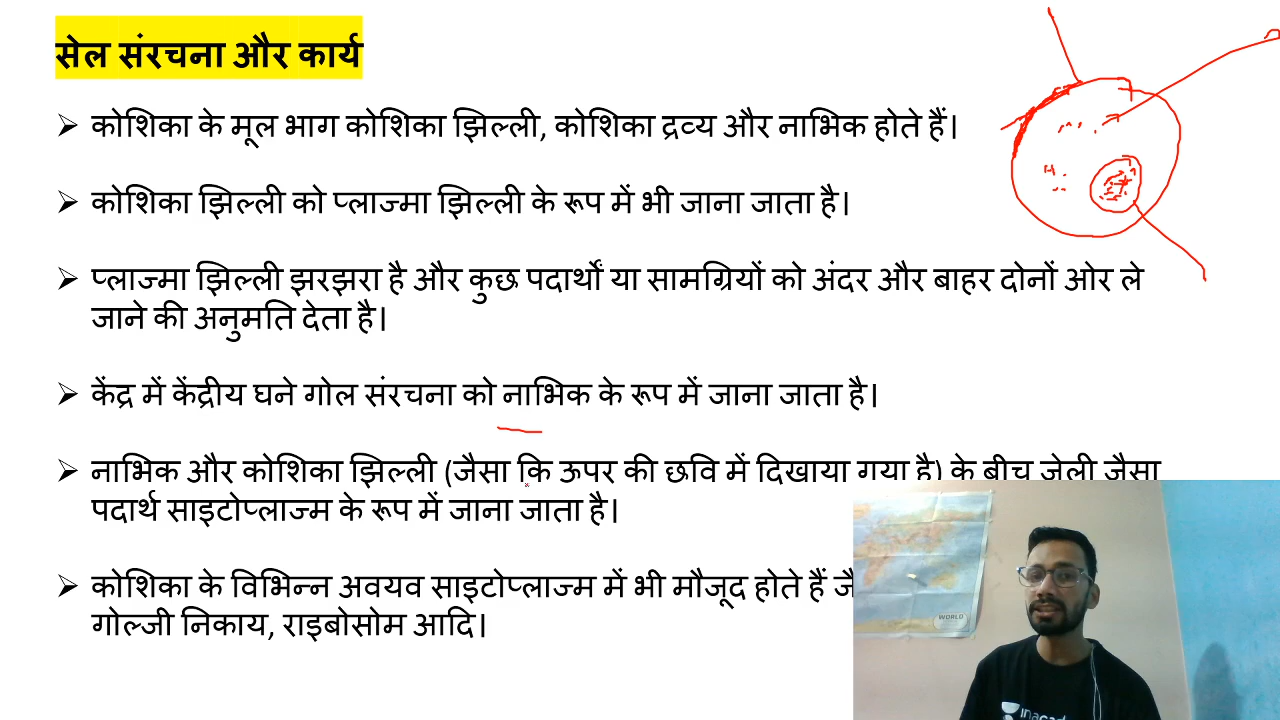 सेल संरचना और कार्य
➢ कोशिका के मूल भाग कोशिका झिल्ली, कोशिका द्रव्य और नाभिक होते हैं।
➢ कोशिका झिल्ली को प्लाज्मा झिल्ली के रूप में भी जाना जाता है।
➢ प्लाज्मा झिल्ली झरझरा है और कुछ पदार्थों या सामग्रियों को अंदर और बाहर दोनों ओर ले
जाने की अनुमति देता है।
➢ केंद्र में केंद्रीय घने गोल संरचना को नाभिक के रूप में जाना जाता है।
➢ नाभिक और कोशिका झिल्ली (जैसा कि ऊपर की छवि में दिखाया गया है) के बीच जेली जैसा
पदार्थ साइटोप्लाज्म के रूप में जाना जाता है।
➢ कोशिका के विभिन्न अवयव साइटोप्लाज्म में भी मौजूद होते हैं
गोल्जी निकाय, राइबोसोम आदि।
WORLD